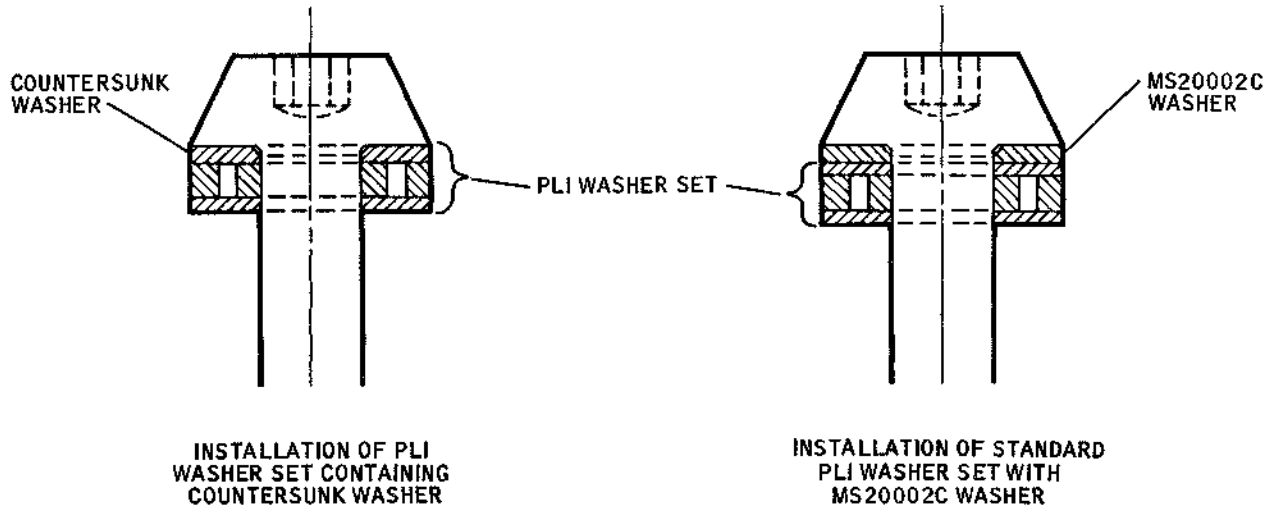 COUNTERSUNK
WASHER
PLI WASHER SET
MS20002C
WASHER
INSTALLATION OF PLI
WASHER SET CONTAINING
COUNTERSUNK WASHER
INSTALLATION OF STANDARD
PLI WASHER SET WITH
MS20002C WASHER